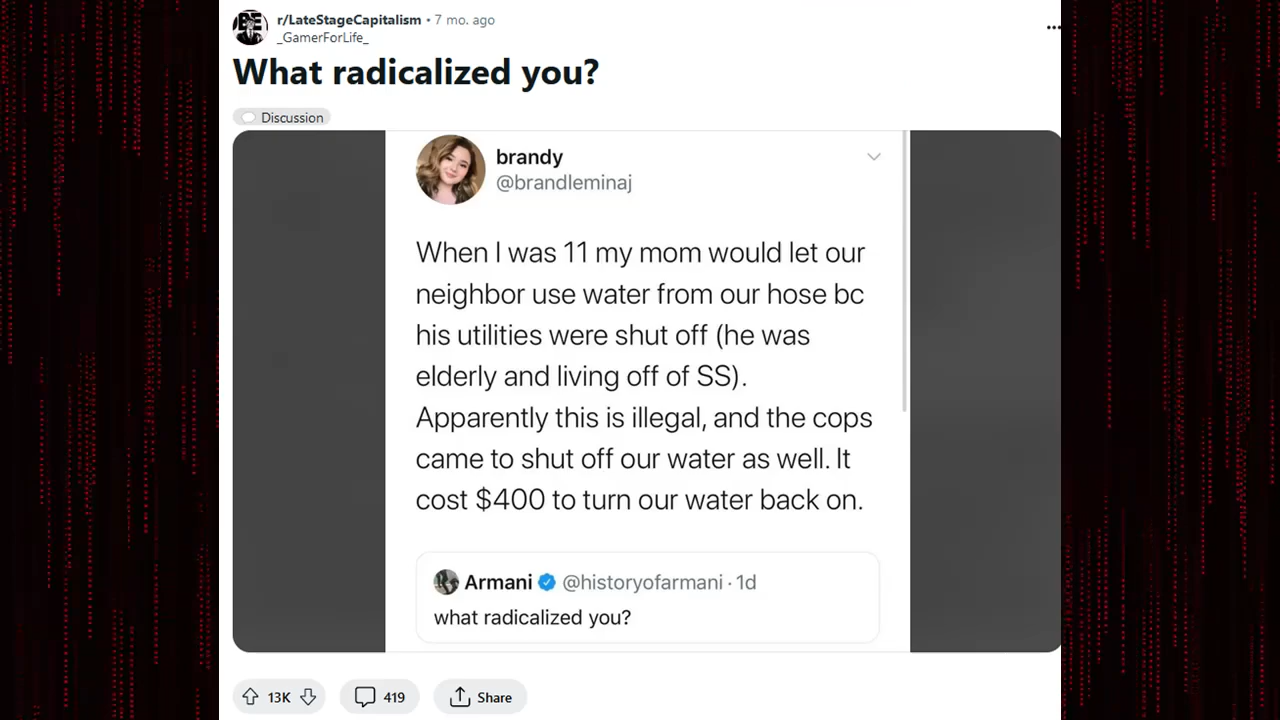 r/LateStageCapitalism • 7 mo. ago
_GamerForLife_
What radicalized you?
Discussion
brandy
@brandleminaj
When I was 11 my mom would let our
neighbor use water from our hose bc
his utilities were shut off (he was
elderly and living off of SS).
Apparently this is illegal, and the cops
came to shut off our water as well. It
cost $400 to turn our water back on.
Armani @historyofarmani · 1d
what radicalized you?
13K 419 Share